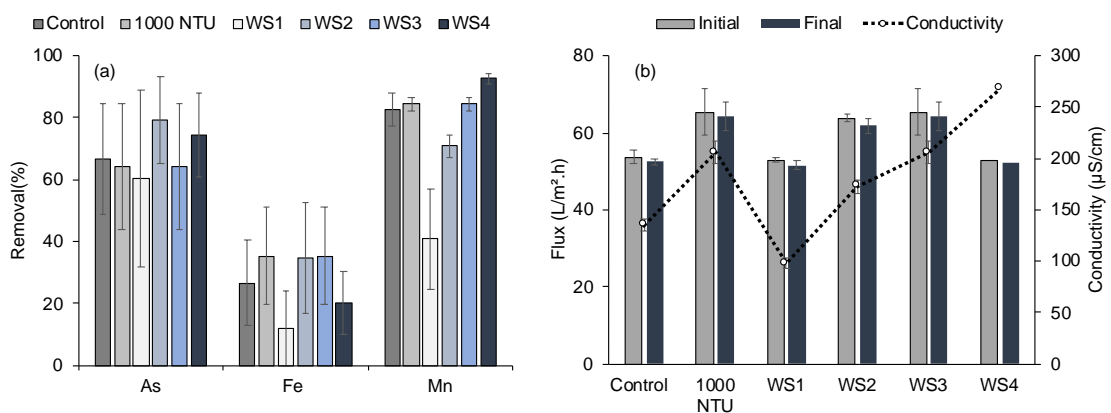 Control 1000 NTU WS1 WS2 WS3 WS4
(a)
Removal(%)
100
80
60
40
20
0
As Fe Mn
Initial Final Conductivity
(b)
Flux (L/m².h)
80
60
40
20
0
300
250
200
150
100
50
0
Conductivity (µS/cm)
Control 1000 WS1 WS2 WS3 WS4
NTU